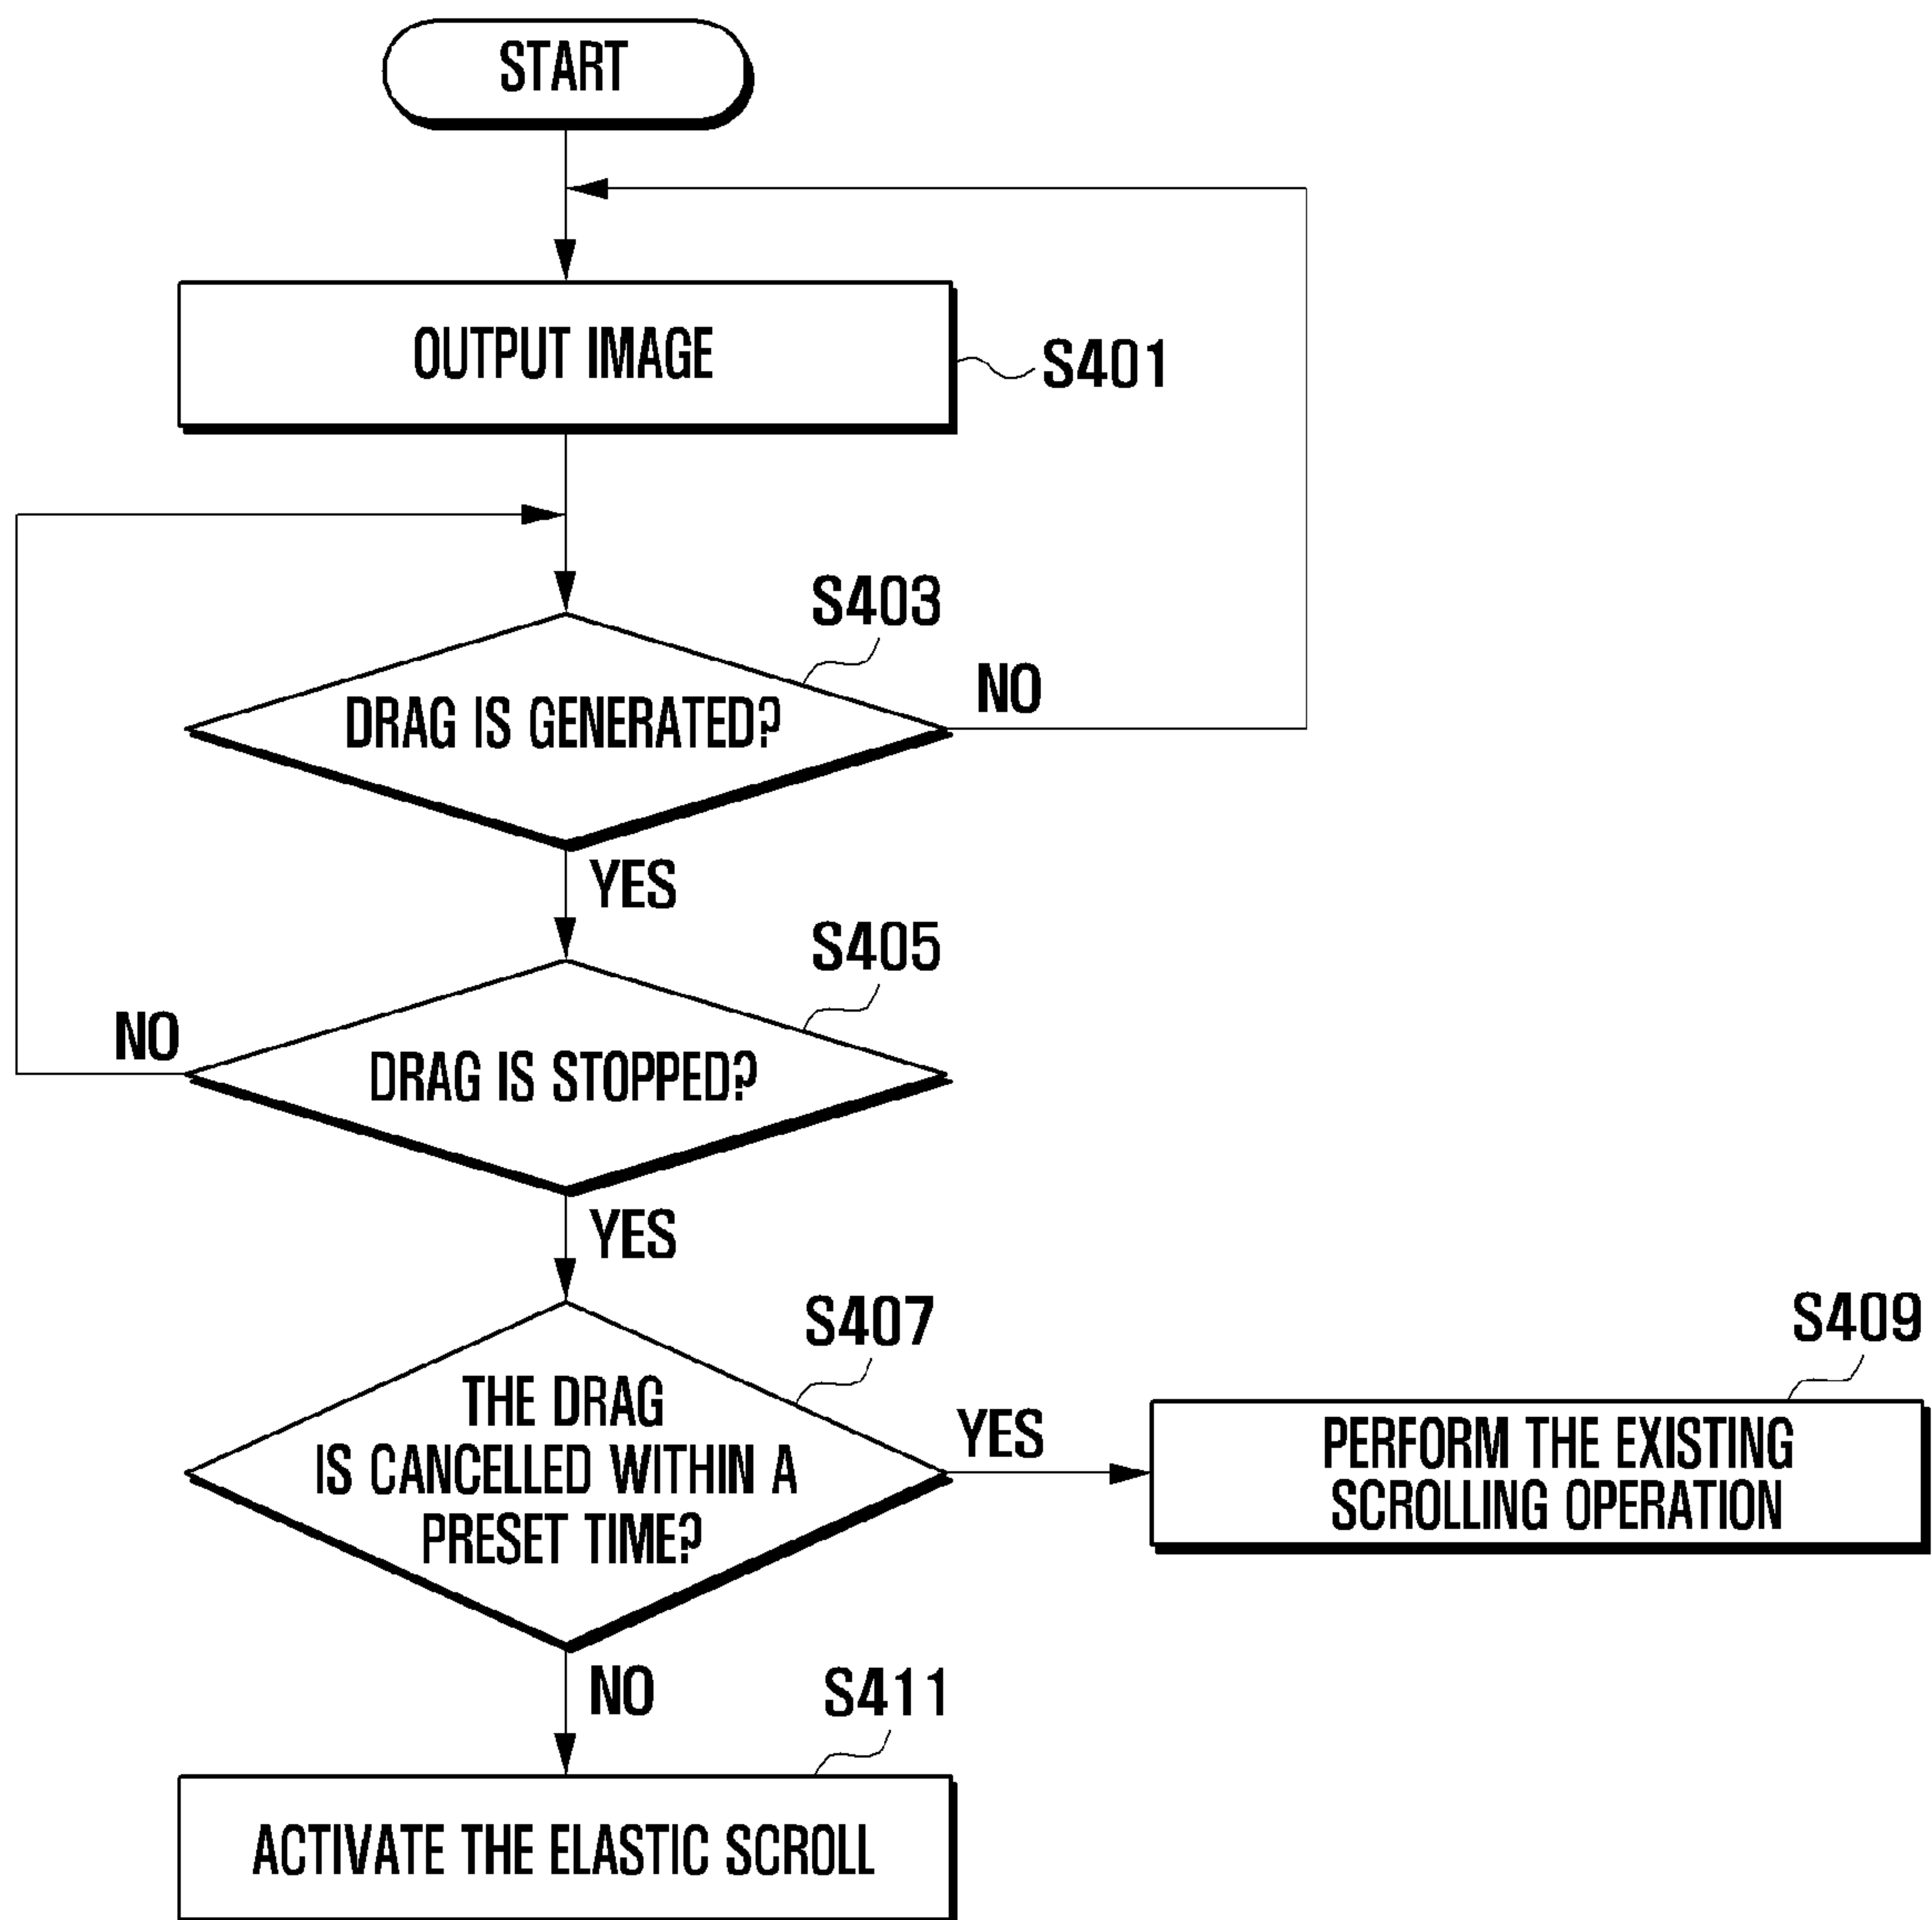 START
OUTPUT IMAGE
S401
S403
DRAG IS GENERATED?
NO
YES
S405
NO
DRAG IS STOPPED?
YES
S407
THE DRAG
IS CANCELLED WITHIN A
PRESET TIME?
YES
S409
PERFORM THE EXISTING
SCROLLING OPERATION
NO
S411
ACTIVATE THE ELASTIC SCROLL